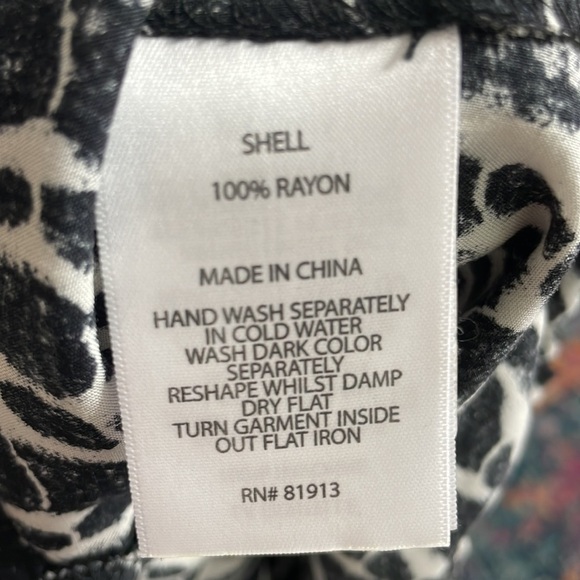 SHELL
100% RAYON
MADE IN CHINA
HAND WASH SEPARATELY
IN COLD WATER
WASH DARK COLOR
SEPARATELY
RESHAPE WHILST DAMP
DRY FLAT
TURN GARMENT INSIDE
OUT FLAT IRON
RN# 81913